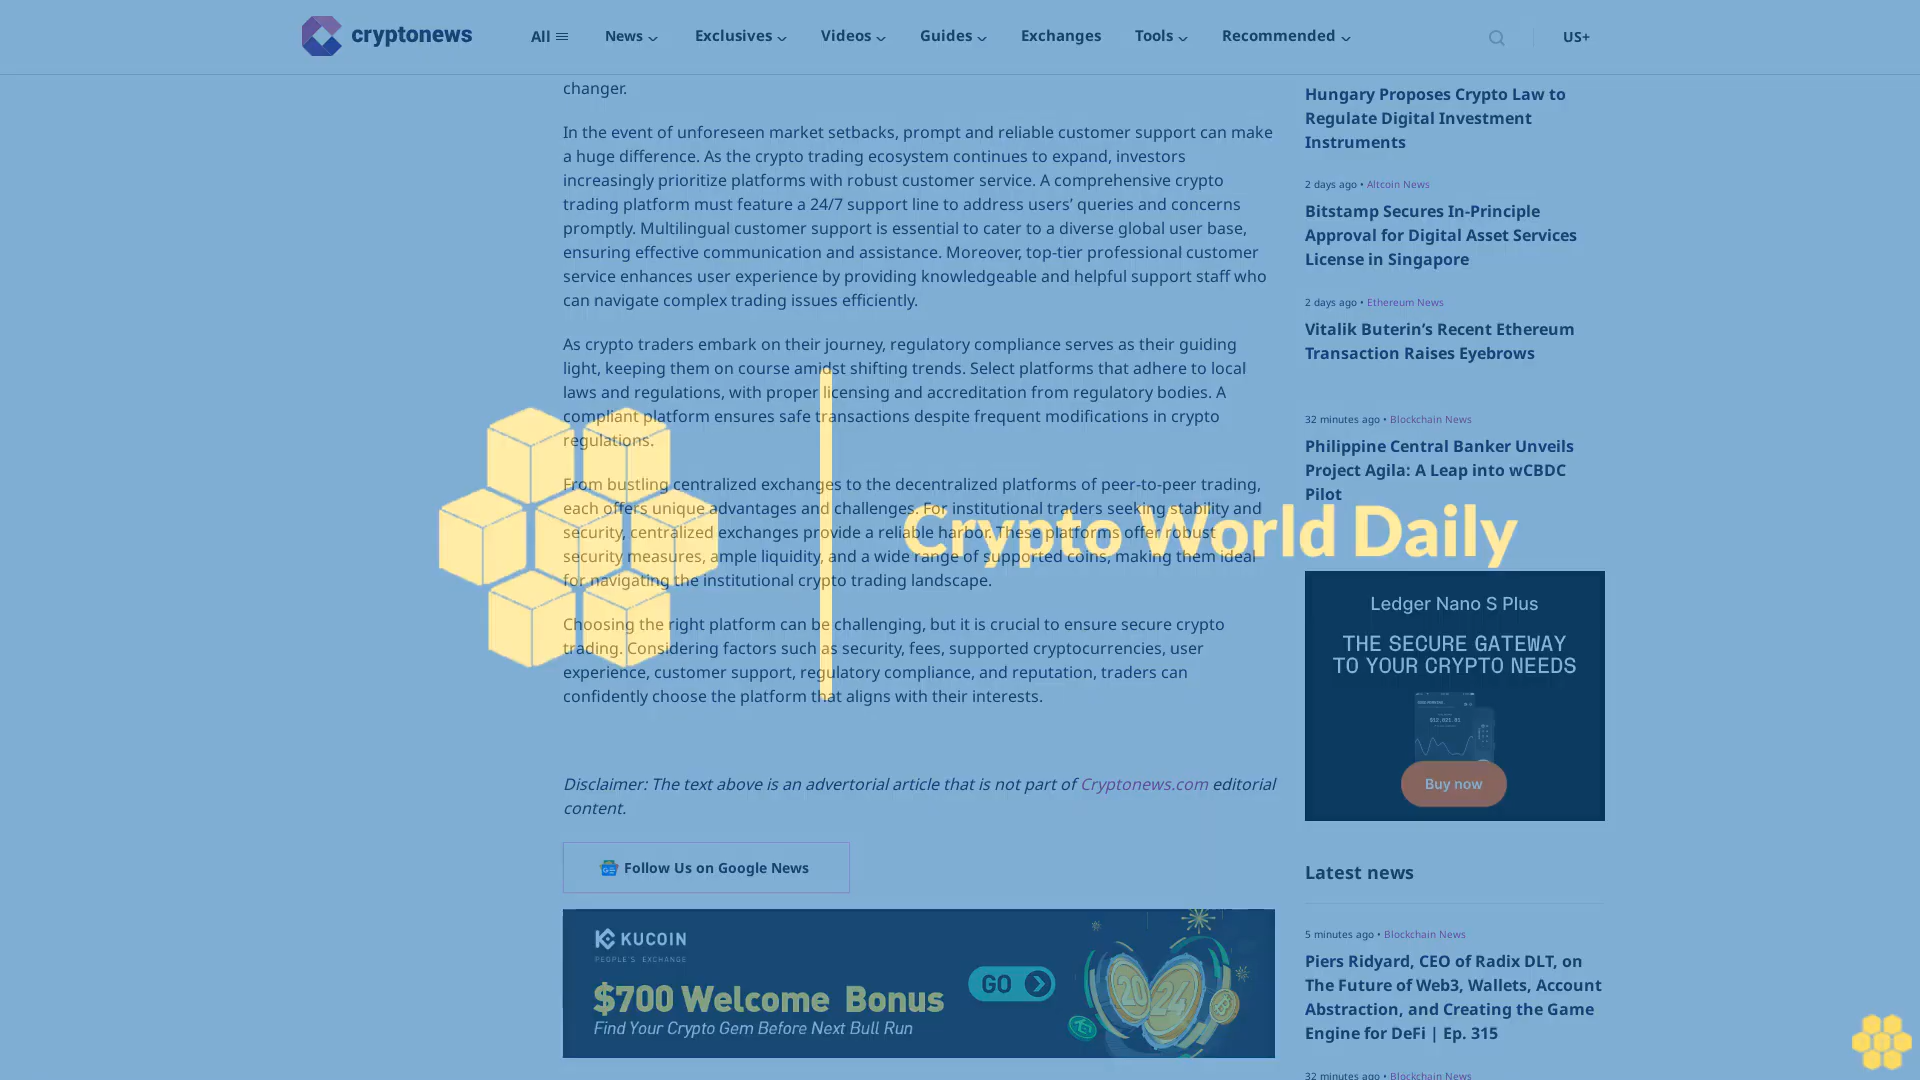 cryptonews
All
News
Exclusives
Videos
Guides
Exchanges
Tools
Recommended
US+
changer.
In the event of unforeseen market setbacks, prompt and reliable customer support can make
a huge difference. As the crypto trading ecosystem continues to expand, investors
increasingly prioritize platforms with robust customer service. A comprehensive crypto
trading platform must feature a 24/7 support line to address users’ queries and concerns
promptly. Multilingual customer support is essential to cater to a diverse global user base,
ensuring effective communication and assistance. Moreover, top-tier professional customer
service enhances user experience by providing knowledgeable and helpful support staff who
can navigate complex trading issues efficiently.
As crypto traders embark on their journey, regulatory compliance serves as their guiding
light, keeping them on course amidst shifting trends. Select platforms that adhere to local
laws and regulations, with proper licensing and accreditation from regulatory bodies. A
compliant platform ensures safe transactions despite frequent modifications in crypto
regulations.
From bustling centralized exchanges to the decentralized platforms of peer-to-peer trading,
each offers unique advantages and challenges. For institutional traders seeking stability and
security, centralized exchanges provide a reliable harbor. These platforms offer robust
security measures, ample liquidity, and a wide range of supported coins, making them ideal
for navigating the institutional crypto trading landscape.
Choosing the right platform can be challenging, but it is crucial to ensure secure crypto
trading. Considering factors such as security, fees, supported cryptocurrencies, user
experience, customer support, regulatory compliance, and reputation, traders can
confidently choose the platform that aligns with their interests.
Disclaimer: The text above is an advertorial article that is not part of Cryptonews.com editorial
content.
Follow Us on Google News
KUCOIN
PEOPLE'S EXCHANGE
$700 Welcome Bonus
Find Your Crypto Gem Before Next Bull Run
GO
2024
Crypto World Daily
Hungary Proposes Crypto Law to
Regulate Digital Investment
Instruments
2 days ago • Altcoin News
Bitstamp Secures In-Principle
Approval for Digital Asset Services
License in Singapore
2 days ago • Ethereum News
Vitalik Buterin’s Recent Ethereum
Transaction Raises Eyebrows
32 minutes ago • Blockchain News
Philippine Central Banker Unveils
Project Agila: A Leap into wCBDC
Pilot
Ledger Nano S Plus
THE SECURE GATEWAY
TO YOUR CRYPTO NEEDS
Buy now
Latest news
5 minutes ago • Blockchain News
Piers Ridyard, CEO of Radix DLT, on
The Future of Web3, Wallets, Account
Abstraction, and Creating the Game
Engine for DeFi | Ep. 315
32 minutes ago • Blockchain News